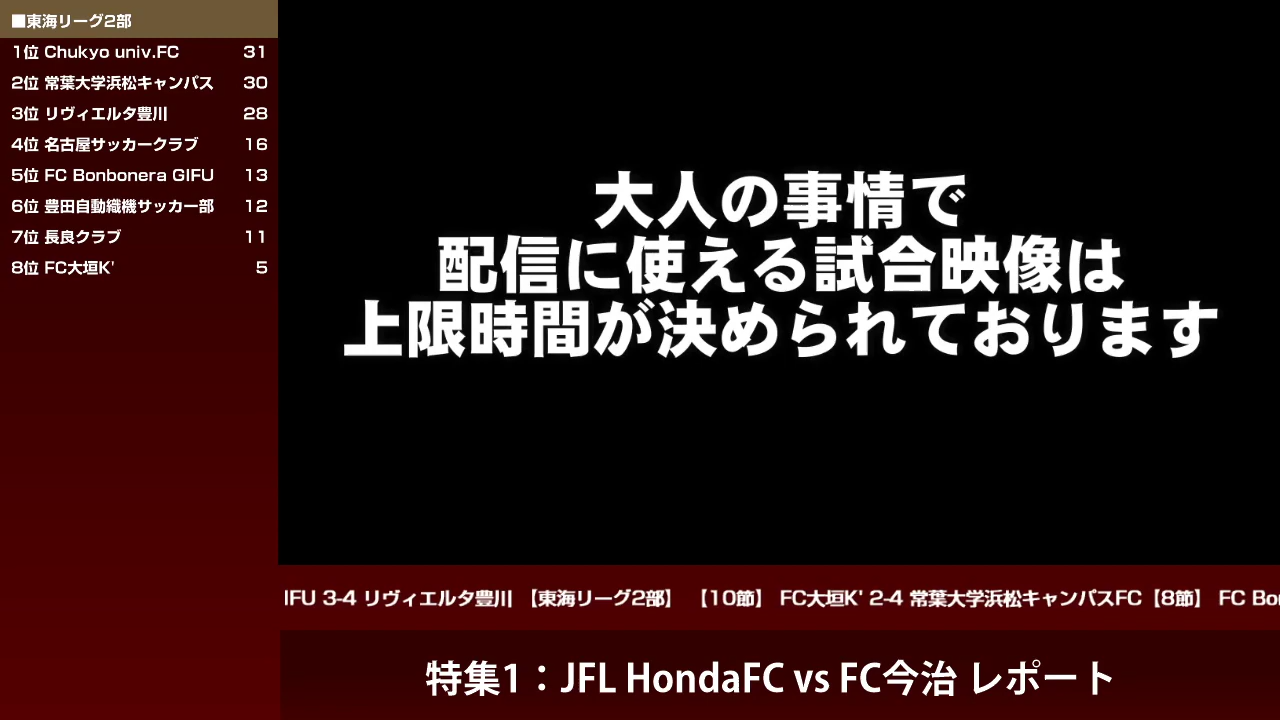 ■東海リーグ2部
1位 Chukyo univ.FC 31
2位 常葉大学浜松キャンパス 30
3位 リヴィエルタ豊川 28
4位 名古屋サッカークラブ 16
5位 FC Bonbonera GIFU 13
6位 豊田自動織機サッカー部 12
7位 長良クラブ 11
8位 FC大垣K' 5
大人の事情で
配信に使える試合映像は
上限時間が決められております
IFU 3-4 リヴィエルタ豊川 【東海リーグ2部】 【10節】 FC大垣K' 2-4 常葉大学浜松キャンパスFC【8節】 FC Bo
特集1：JFL HondaFC vs FC今治 レポート